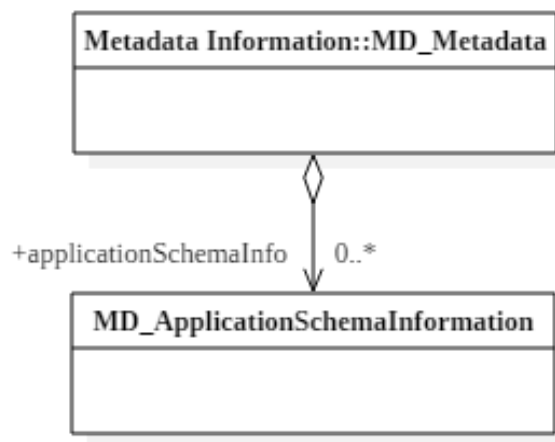 Metadata Information::MD_Metadata
+applicationSchemaInfo 0..*
MD_ApplicationSchemaInformation